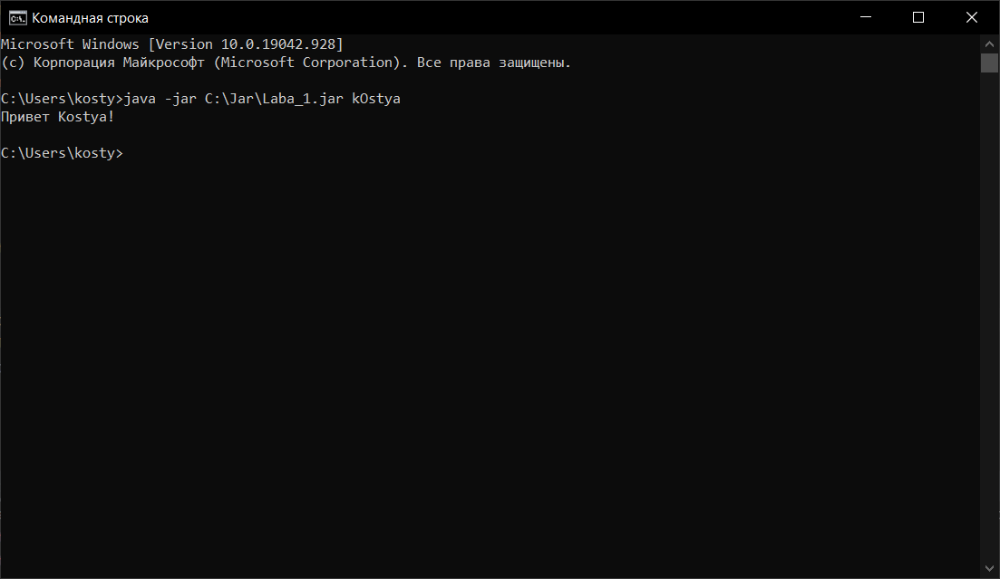 Командная строка
Microsoft Windows [Version 10.0.19042.928]
(c) Корпорация Майкрософт (Microsoft Corporation). Все права защищены.
C:\Users\kosty>java -jar C:\Jar\Laba_1.jar kOstya
Привет Kostya!
C:\Users\kosty>